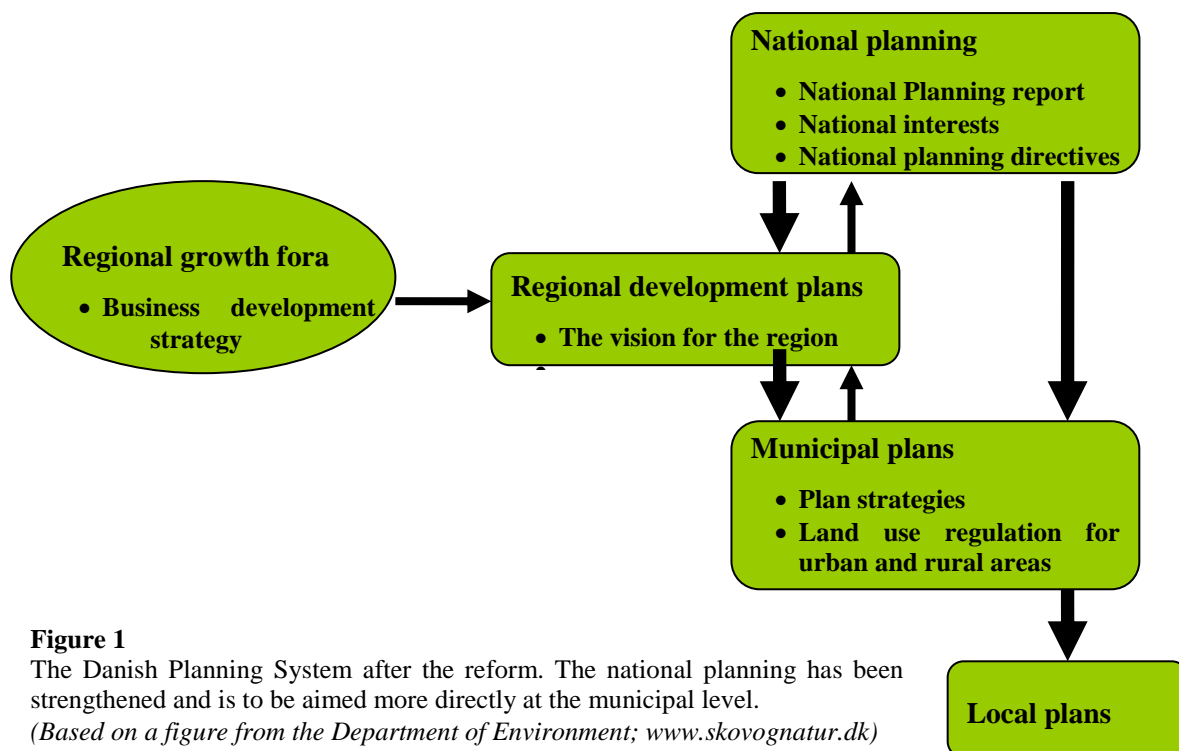 National planning
• National Planning report
• National interests
• National planning directives
Regional growth fora
• Business development
strategy
Regional development plans
• The vision for the region
•
Municipal plans
• Plan strategies
• Land use regulation for
urban and rural areas
Local plans
Figure 1
The Danish Planning System after the reform. The national planning has been
strengthened and is to be aimed more directly at the municipal level.
(Based on a figure from the Department of Environment; www.skovognatur.dk)